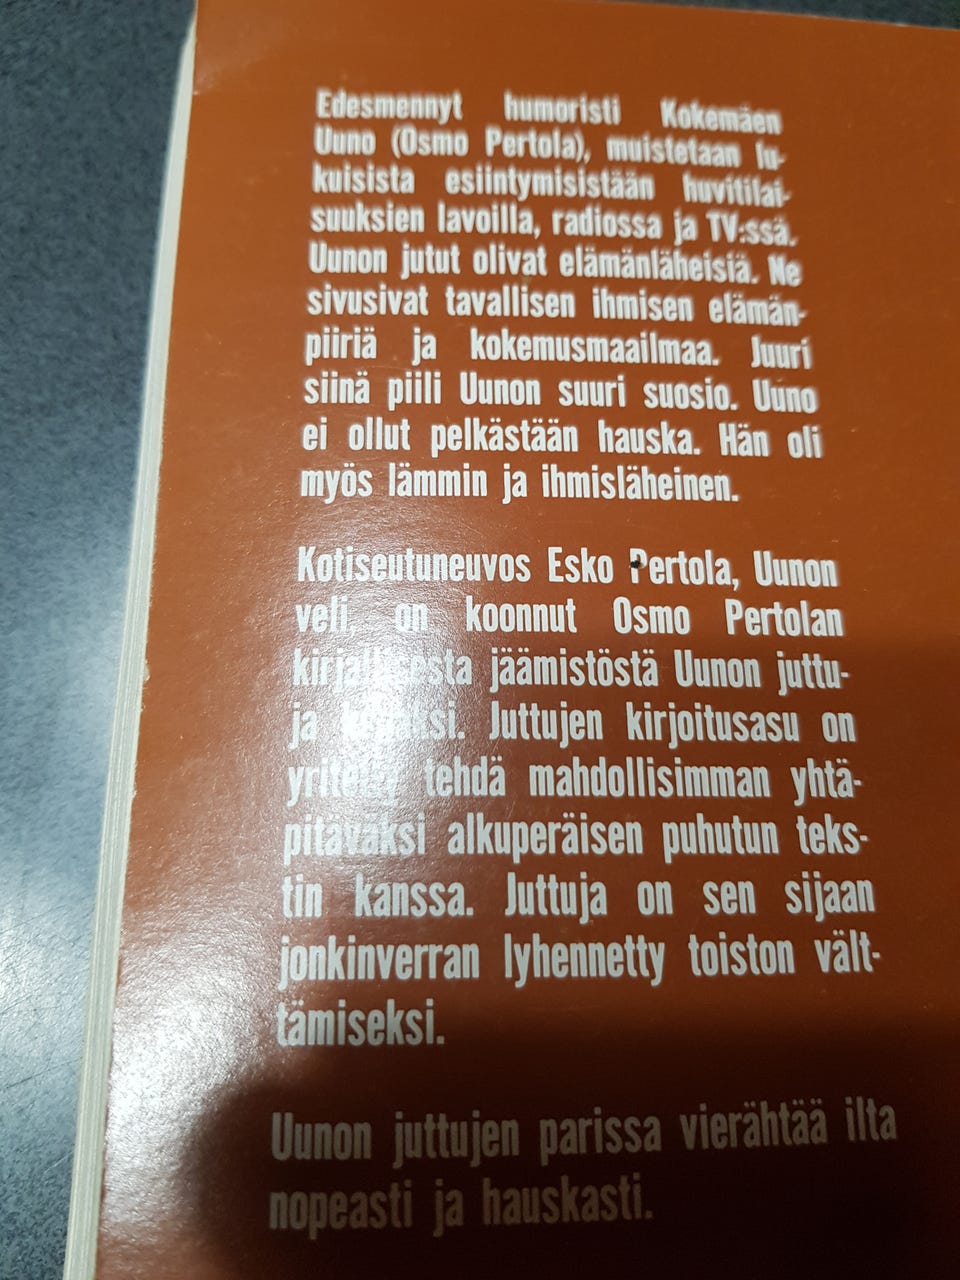 Edesmennyt humoristi Kokemäen
Uuno (Osmo Pertola), muistetaan lu-
kuisista esiintymisistään huvitilai-
suuksien lavoilla, radiossa ja TV:ssä.
Uunon jutut olivat elämänläheisiä. Ne
sivusivat tavallisen ihmisen elämän-
piiriä ja kokemusmaailmaa. Juuri
siinä piili Uunon suuri suosio. Uuno
ei ollut pelkästään hauska. Hän oli
myös lämmin ja ihmisläheinen.
Kotiseutuneuvos Esko Pertola, Uunon
veli, on koonnut Osmo Pertolan
kirjallisesta jäämistöstä Uunon juttu-
ja kirjaksi. Juttujen kirjoitusasu on
yritetty tehdä mahdollisimman yhtä-
pitäväksi alkuperäisen puhutun teks-
tin kanssa. Juttuja on sen sijaan
jonkinverran lyhennetty toiston vält-
tämiseksi.
Uunon juttujen parissa vierähtää ilta
nopeasti ja hauskasti.